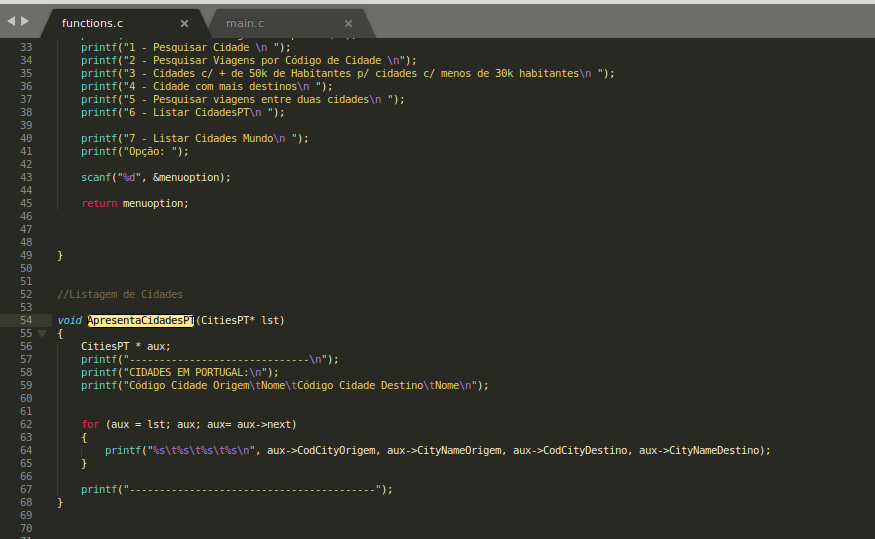 functions.c × main.c ×
33 printf("1 - Pesquisar Cidade \n ");
34 printf("2 - Pesquisar Viagens por Código de Cidade \n");
35 printf("3 - Cidades c/ + de 50k de Habitantes p/ cidades c/ menos de 30k habitantes\n ");
36 printf("4 - Cidade com mais destinos\n ");
37 printf("5 - Pesquisar viagens entre duas cidades\n ");
38 printf("6 - Listar CidadesPT\n ");
39
40 printf("7 - Listar Cidades Mundo\n ");
41 printf("Opção: ");
42
43 scanf("%d", &menuoption);
44
45 return menuoption;
46
47
48
49 }
50
51
52 //Listagem de Cidades
53
54 void ApresentaCidadesPT(CitiesPT* lst)
55 {
56 CitiesPT * aux;
57 printf("------------------------------\n");
58 printf("CIDADES EM PORTUGAL:\n");
59 printf("Código Cidade Origem\tNome\tCódigo Cidade Destino\tNome\n");
60
61
62 for (aux = lst; aux; aux= aux->next)
63 {
64 printf("%s\t%s\t%s\t%s\n", aux->CodCityOrigem, aux->CityNameOrigem, aux->CodCityDestino, aux->CityNameDestino);
65 }
66
67 printf("-----------------------------------------");
68 }
69
70